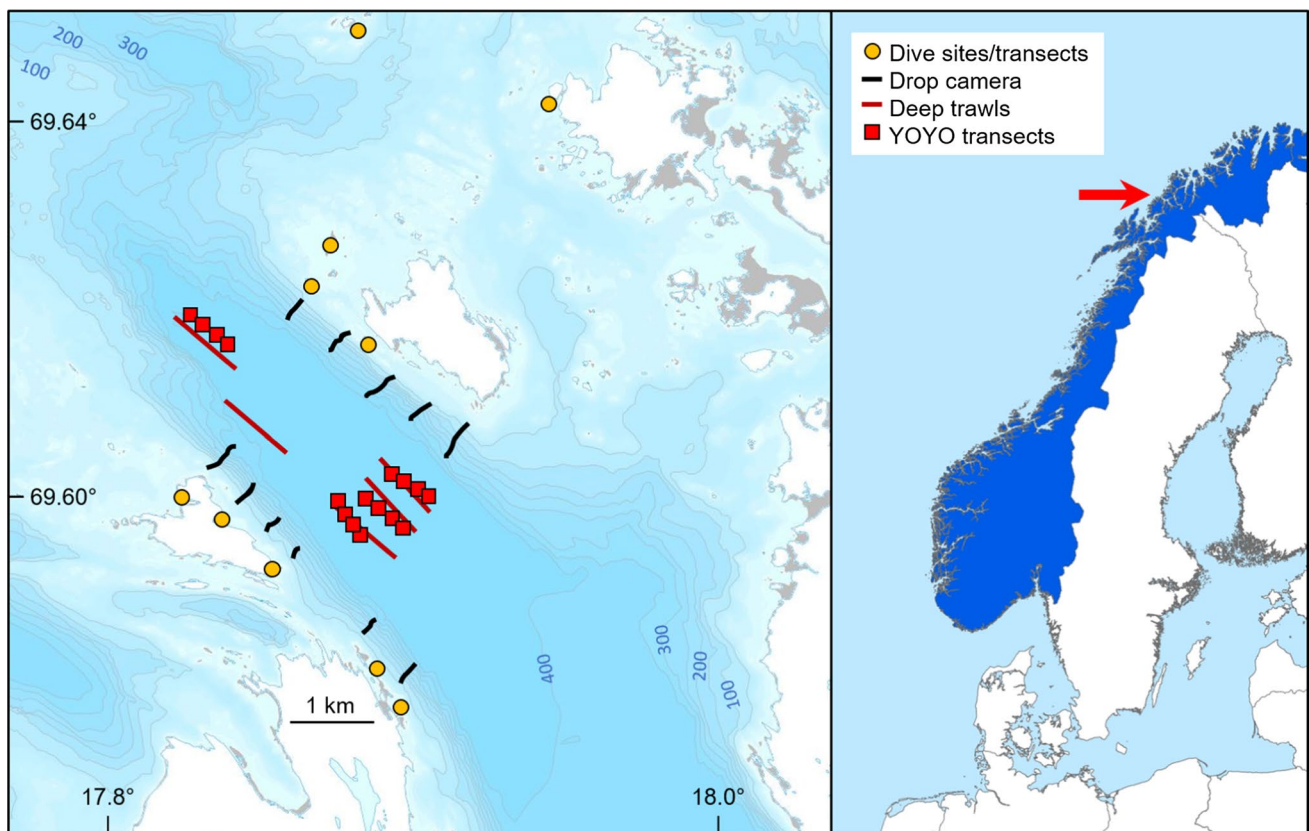 200
300
100
69.64°
69.60°
400
300
200
100
1 km
17.8°
18.0°
Dive sites/transects
Drop camera
Deep trawls
YOYO transects